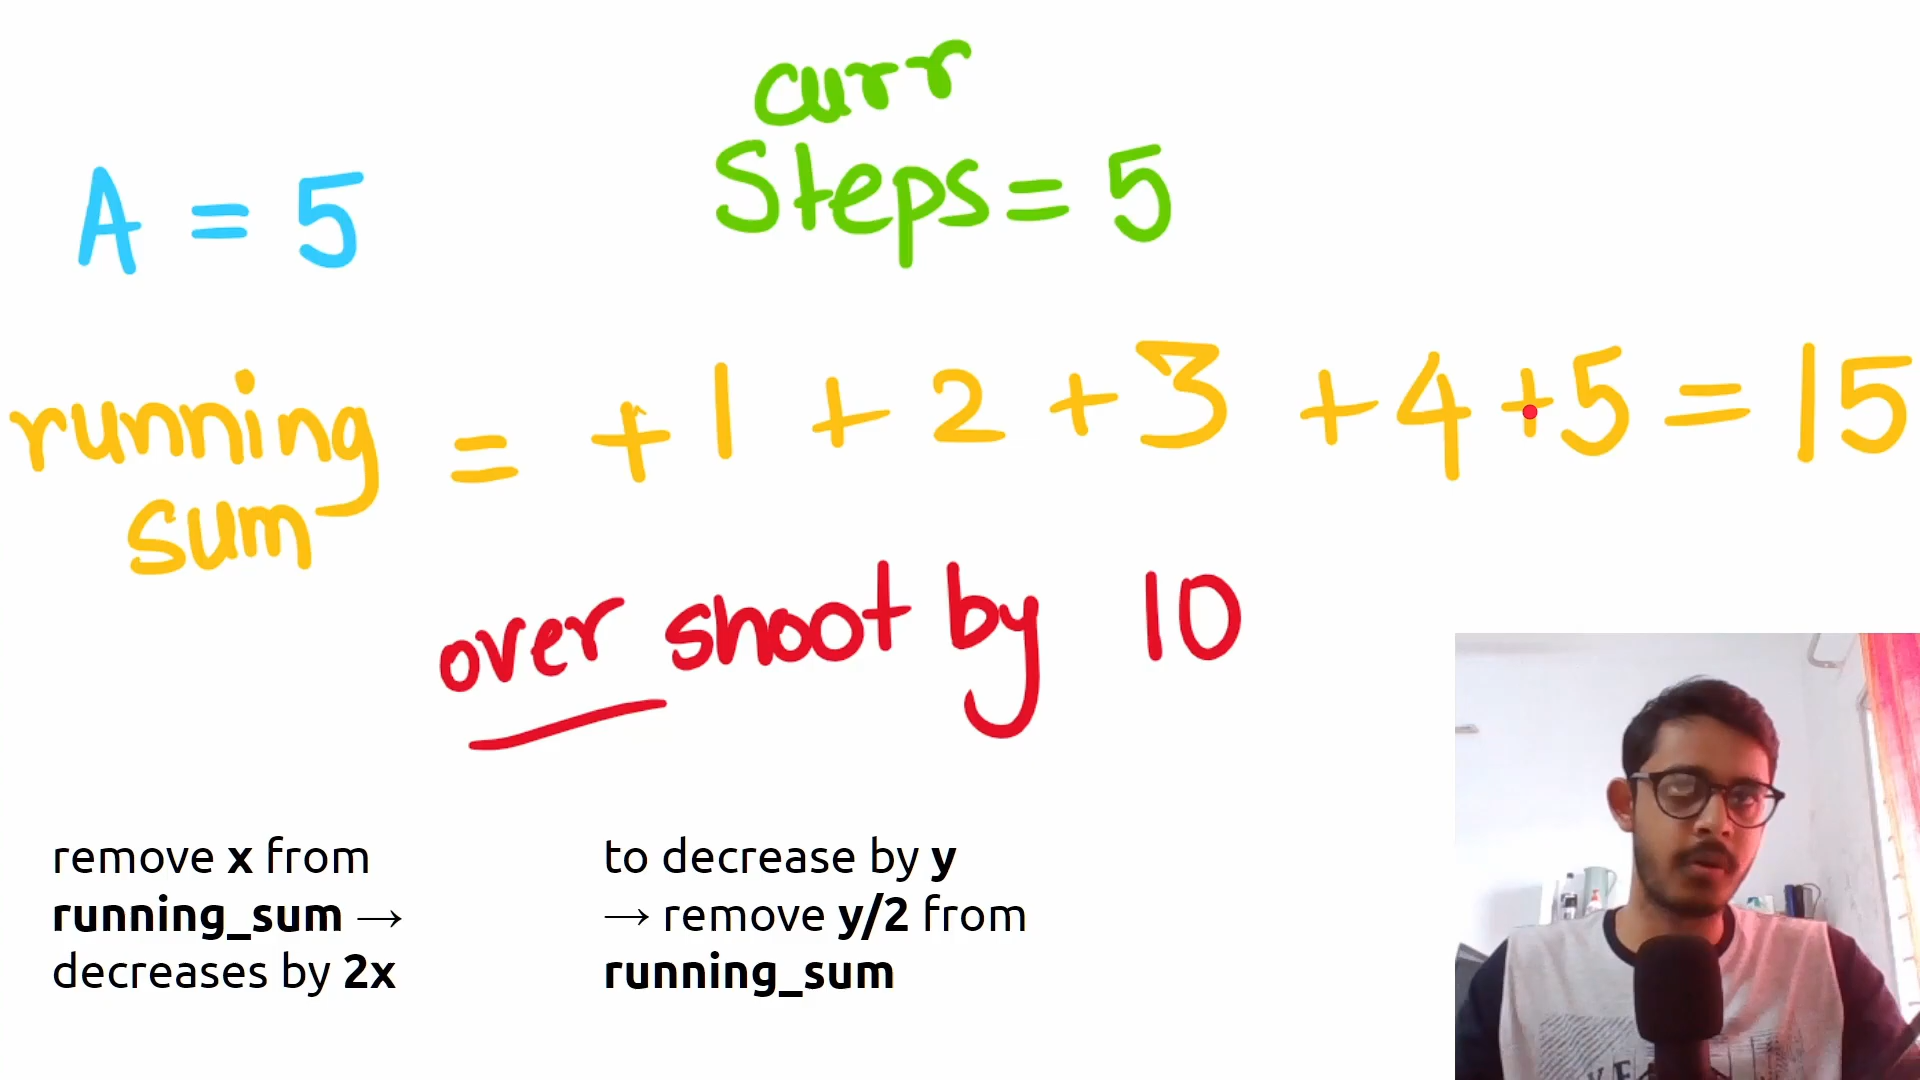 curr
Steps = 5
A = 5
running = +1 + 2 + 3 + 4 + 5 = 15
sum
over shoot by 10
remove x from
running_sum →
decreases by 2x
to decrease by y
→ remove y/2 from
running_sum